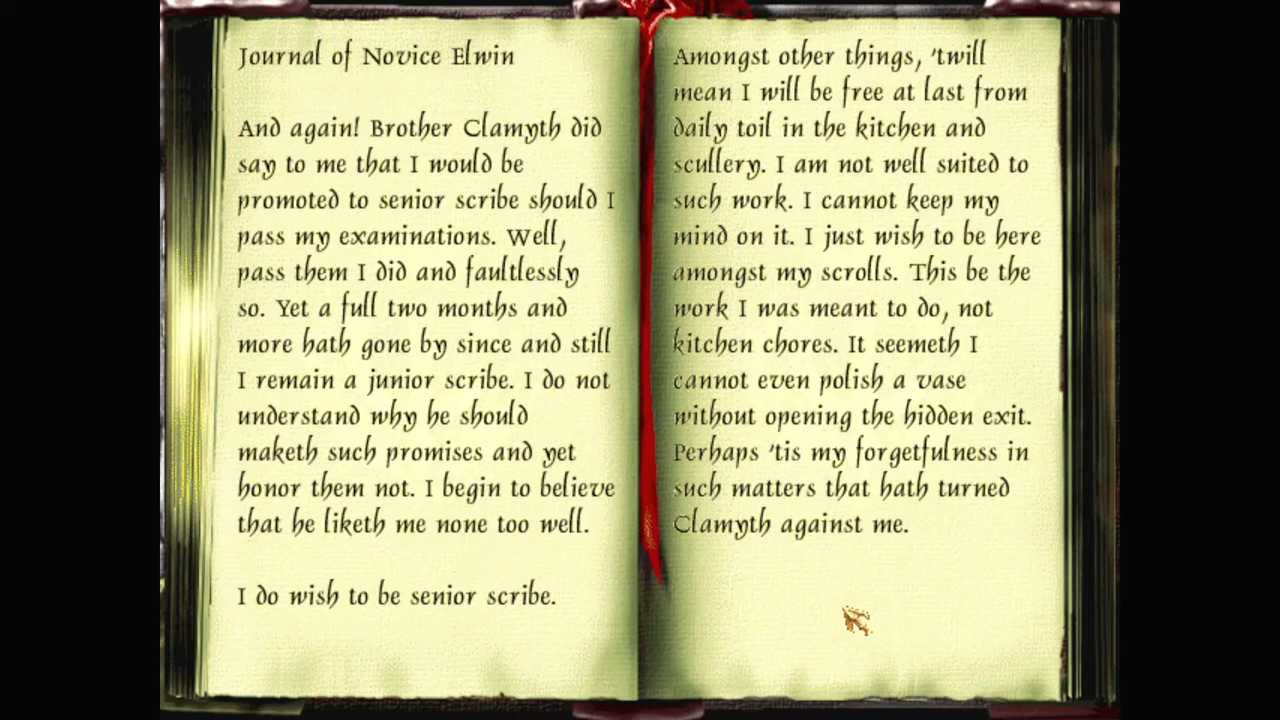 Journal of Novice Elwin
And again! Brother Clamyth did
say to me that I would be
promoted to senior scribe should I
pass my examinations. Well,
pass them I did and faultlessly
so. Yet a full two months and
more hath gone by since and still
I remain a junior scribe. I do not
understand why he should
maketh such promises and yet
honor them not. I begin to believe
that he liketh me none too well.
I do wish to be senior scribe.
Amongst other things, 'twill
mean I will be free at last from
daily toil in the kitchen and
scullery. I am not well suited to
such work. I cannot keep my
mind on it. I just wish to be here
amongst my scrolls. This be the
work I was meant to do, not
kitchen chores. It seemeth I
cannot even polish a vase
without opening the hidden exit.
Perhaps 'tis my forgetfulness in
such matters that hath turned
Clamyth against me.